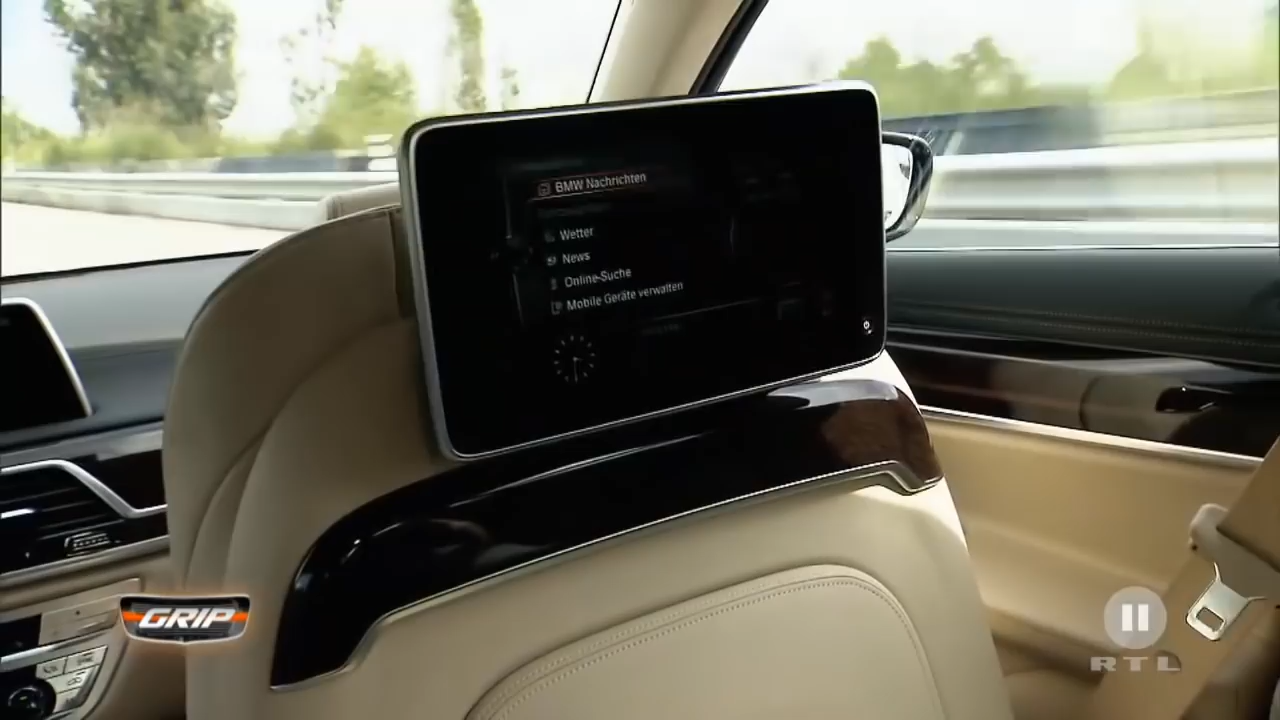 BMW Nachrichten
Wetter
News
Online-Suche
Mobile Geräte verwalten
GRIP
RTL